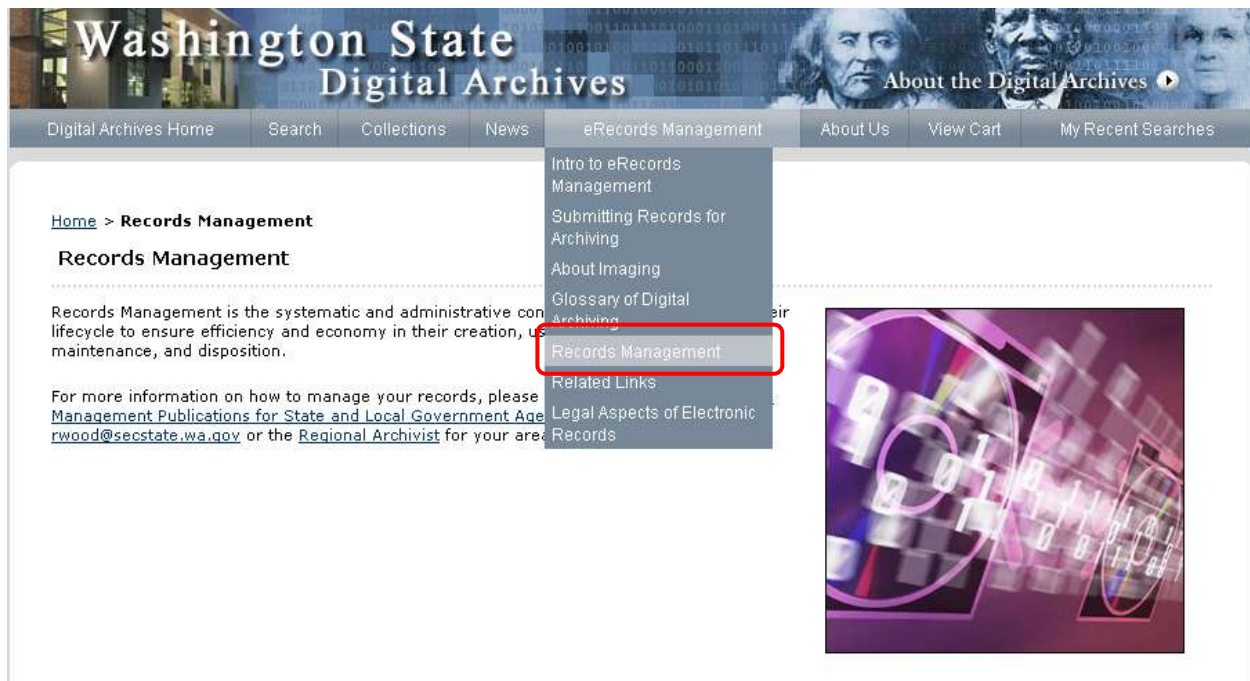 Washington State
Digital Archives
About the Digital Archives
Digital Archives Home Search Collections News eRecords Management About Us View Cart My Recent Searches
Intro to eRecords
Management
Submitting Records for
Archiving
About Imaging
Glossary of Digital
Archiving
Records Management
Related Links
Legal Aspects of Electronic
Records
Home > Records Management
Records Management
Records Management is the systematic and administrative con eir
lifecycle to ensure efficiency and economy in their creation, us
maintenance, and disposition.
For more information on how to manage your records, please
Management Publications for State and Local Government Age
rwood@secstate.wa.gov or the Regional Archivist for your area